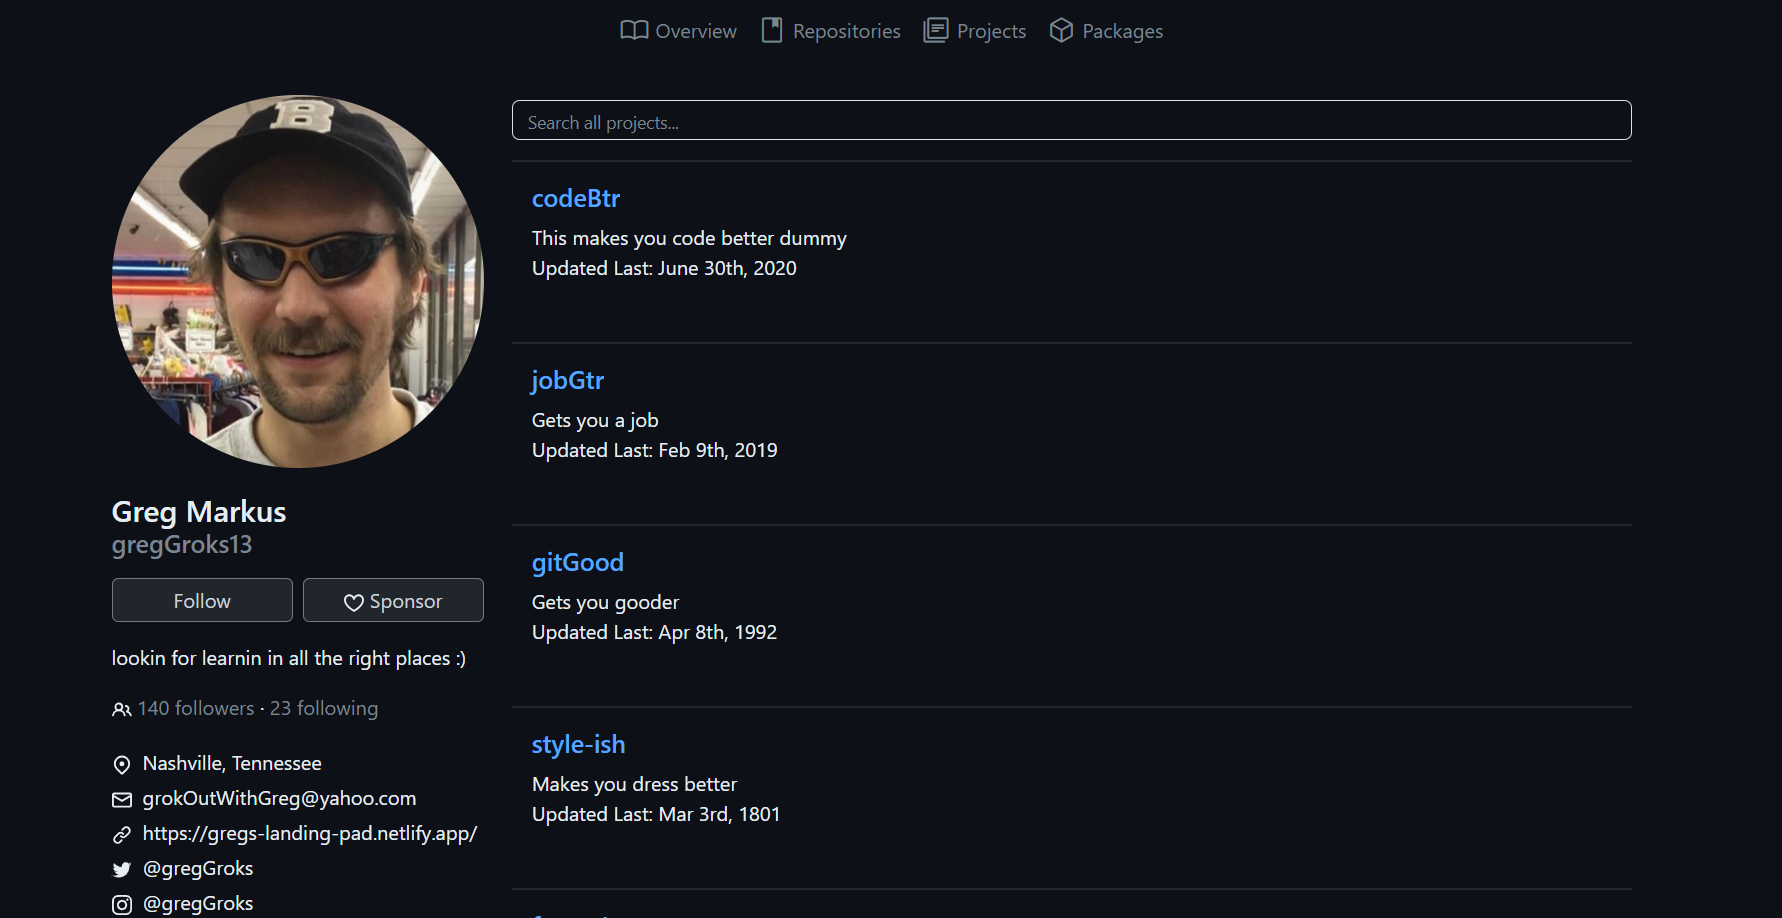 Overview Repositories Projects Packages
B
Search all projects...
codeBtr
This makes you code better dummy
Updated Last: June 30th, 2020
jobGtr
Gets you a job
Updated Last: Feb 9th, 2019
gitGood
Gets you gooder
Updated Last: Apr 8th, 1992
style-ish
Makes you dress better
Updated Last: Mar 3rd, 1801
Greg Markus
gregGroks13
Follow
Sponsor
lookin for learnin in all the right places :)
140 followers · 23 following
Nashville, Tennessee
grokOutWithGreg@yahoo.com
https://gregs-landing-pad.netlify.app/
@gregGroks
@gregGroks